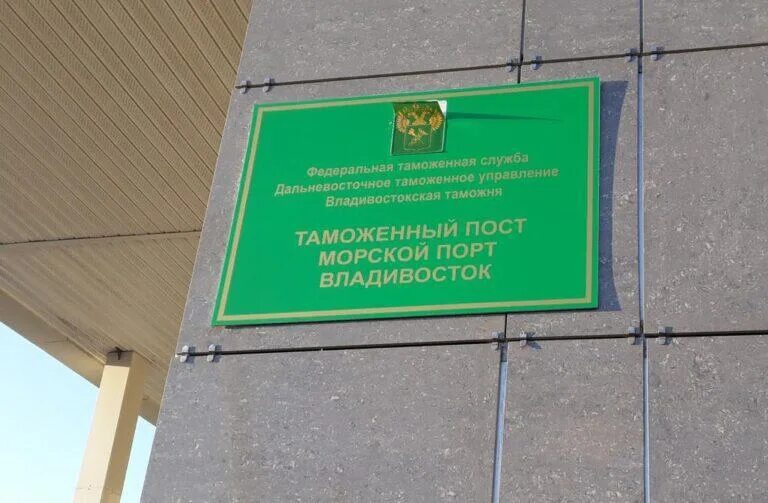 Федеральная таможенная служба
Дальневосточное таможенное управление
Владивостокская таможня
ТАМОЖЕННЫЙ ПОСТ
МОРСКОЙ ПОРТ
ВЛАДИВОСТОК